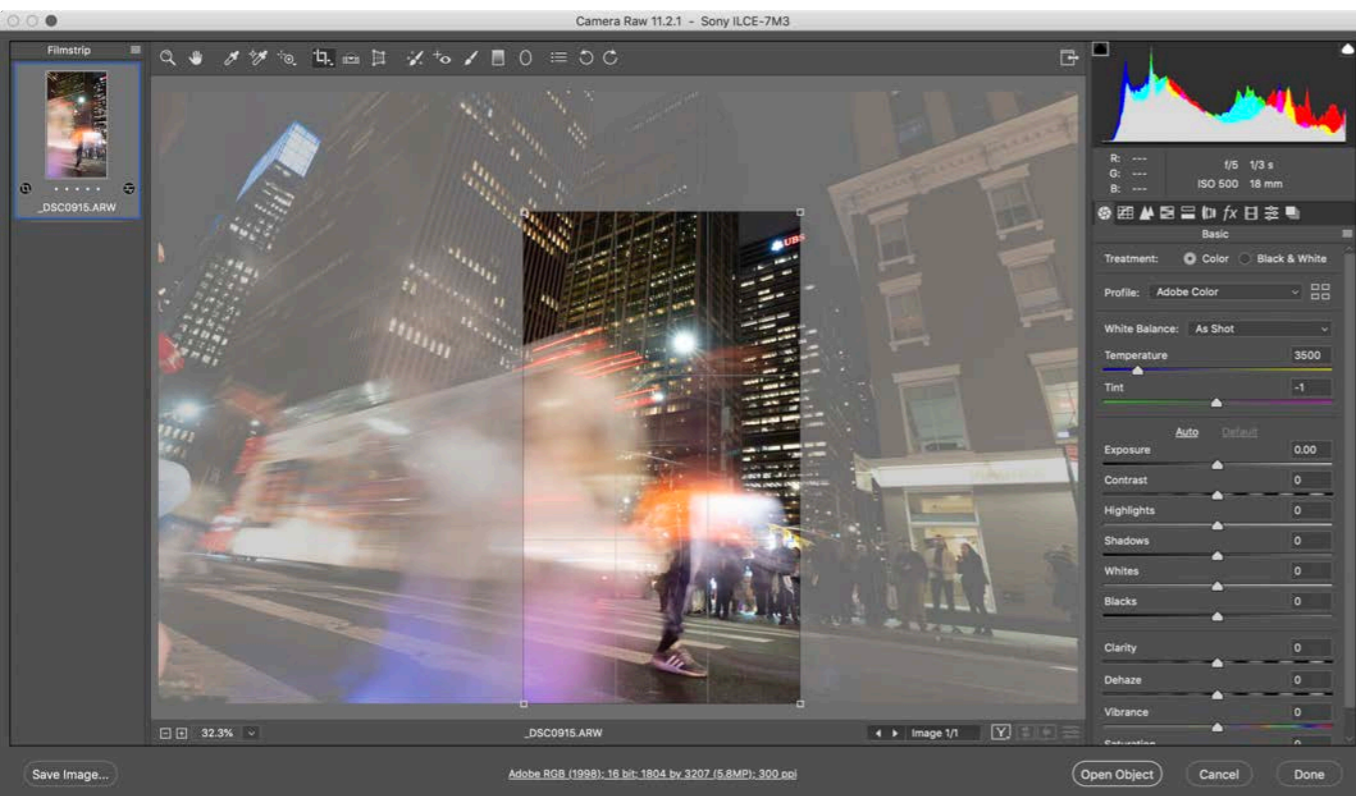 Camera Raw 11.2.1 - Sony ILCE-7M3
Filmstrip
_DSC0915.ARW
UBS
R: ---
G: ---
B: ---
f/5 1/3 s
ISO 500 18 mm
fx
Basic
Treatment: Color Black & White
Profile: Adobe Color
White Balance: As Shot
Temperature 3500
Tint -1
Auto Default
Exposure 0.00
Contrast 0
Highlights 0
Shadows 0
Whites 0
Blacks 0
Clarity 0
Dehaze 0
Vibrance 0
Saturation 0
32.3%
_DSC0915.ARW
Image 1/1
Y
Save Image...
Adobe RGB (1998); 16 bit; 1804 by 3207 (5.8MP); 300 ppi
Open Object
Cancel
Done